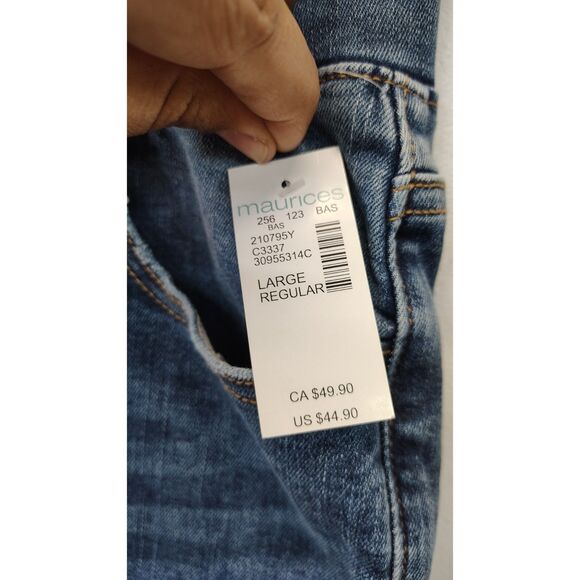 maurices
256 123 BAS
BAS
210795Y
C3337
30955314C
LARGE
REGULAR
CA $49.90
US $44.90